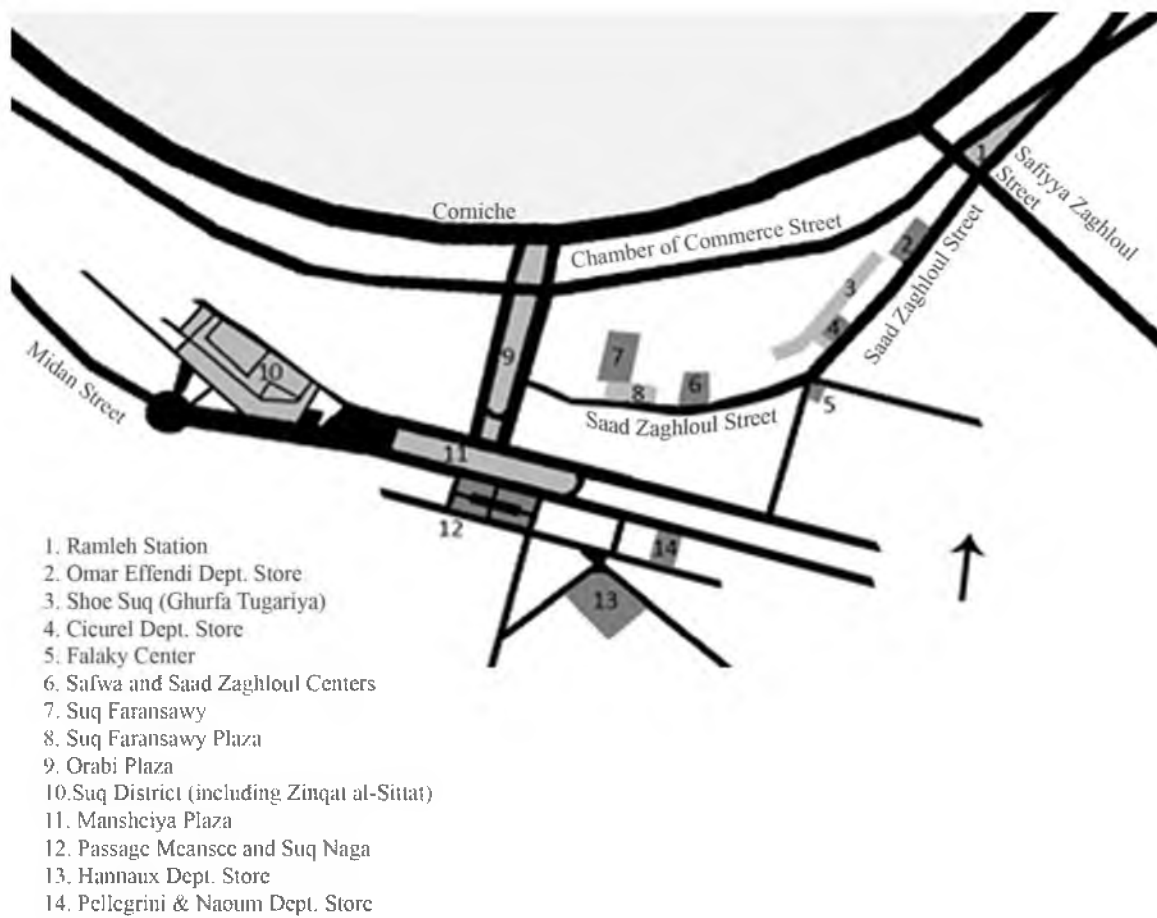 Corniche
Chamber of Commerce Street
Safiyya Zaghloul
Street
Saad Zaghloul Street
Midan Street
Saad Zaghloul Street
1
2
3
4
5
6
7
8
9
10
11
12
13
14
1. Ramleh Station
2. Omar Effendi Dept. Store
3. Shoe Suq (Ghurfa Tugariya)
4. Cicurel Dept. Store
5. Falaky Center
6. Safwa and Saad Zaghloul Centers
7. Suq Faransawy
8. Suq Faransawy Plaza
9. Orabi Plaza
10.Suq District (including Zinqat al-Sittat)
11. Mansheiya Plaza
12. Passage Meansce and Suq Naga
13. Hannaux Dept. Store
14. Pellegrini & Naoum Dept. Store